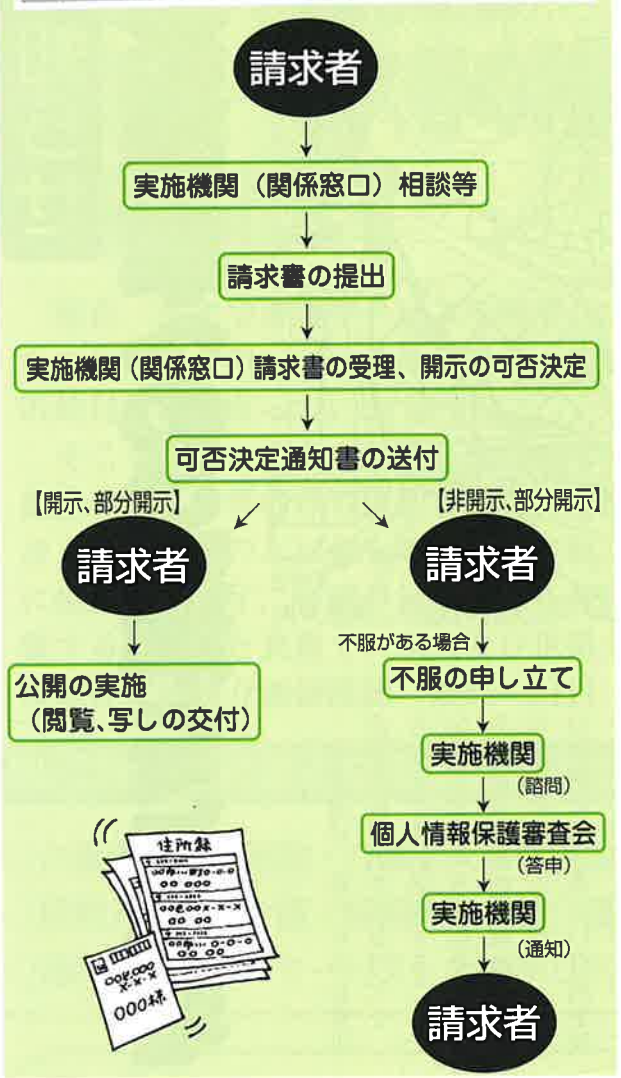 請求者
実施機関（関係窓口）相談等
請求書の提出
実施機関（関係窓口）請求書の受理、開示の可否決定
可否決定通知書の送付
【開示、部分開示】
請求者
公開の実施
（閲覧、写しの交付）
【非開示、部分開示】
請求者
不服がある場合
不服の申し立て
実施機関
（諮問）
個人情報保護審査会
（答申）
実施機関
（通知）
請求者
住所録
000様